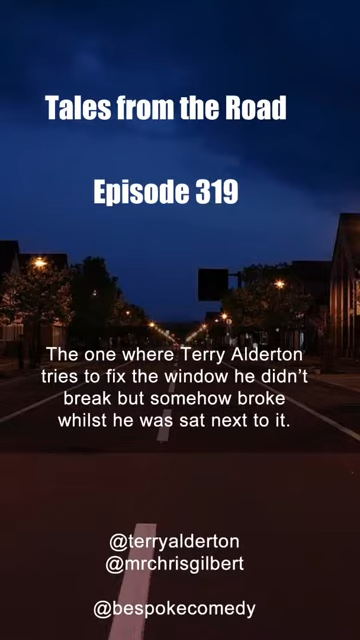 Tales from the Road
Episode 319
The one where Terry Alderton
tries to fix the window he didn't
break but somehow broke
whilst he was sat next to it.
@terryalderton
@mrchrisgilbert
@bespokecomedy